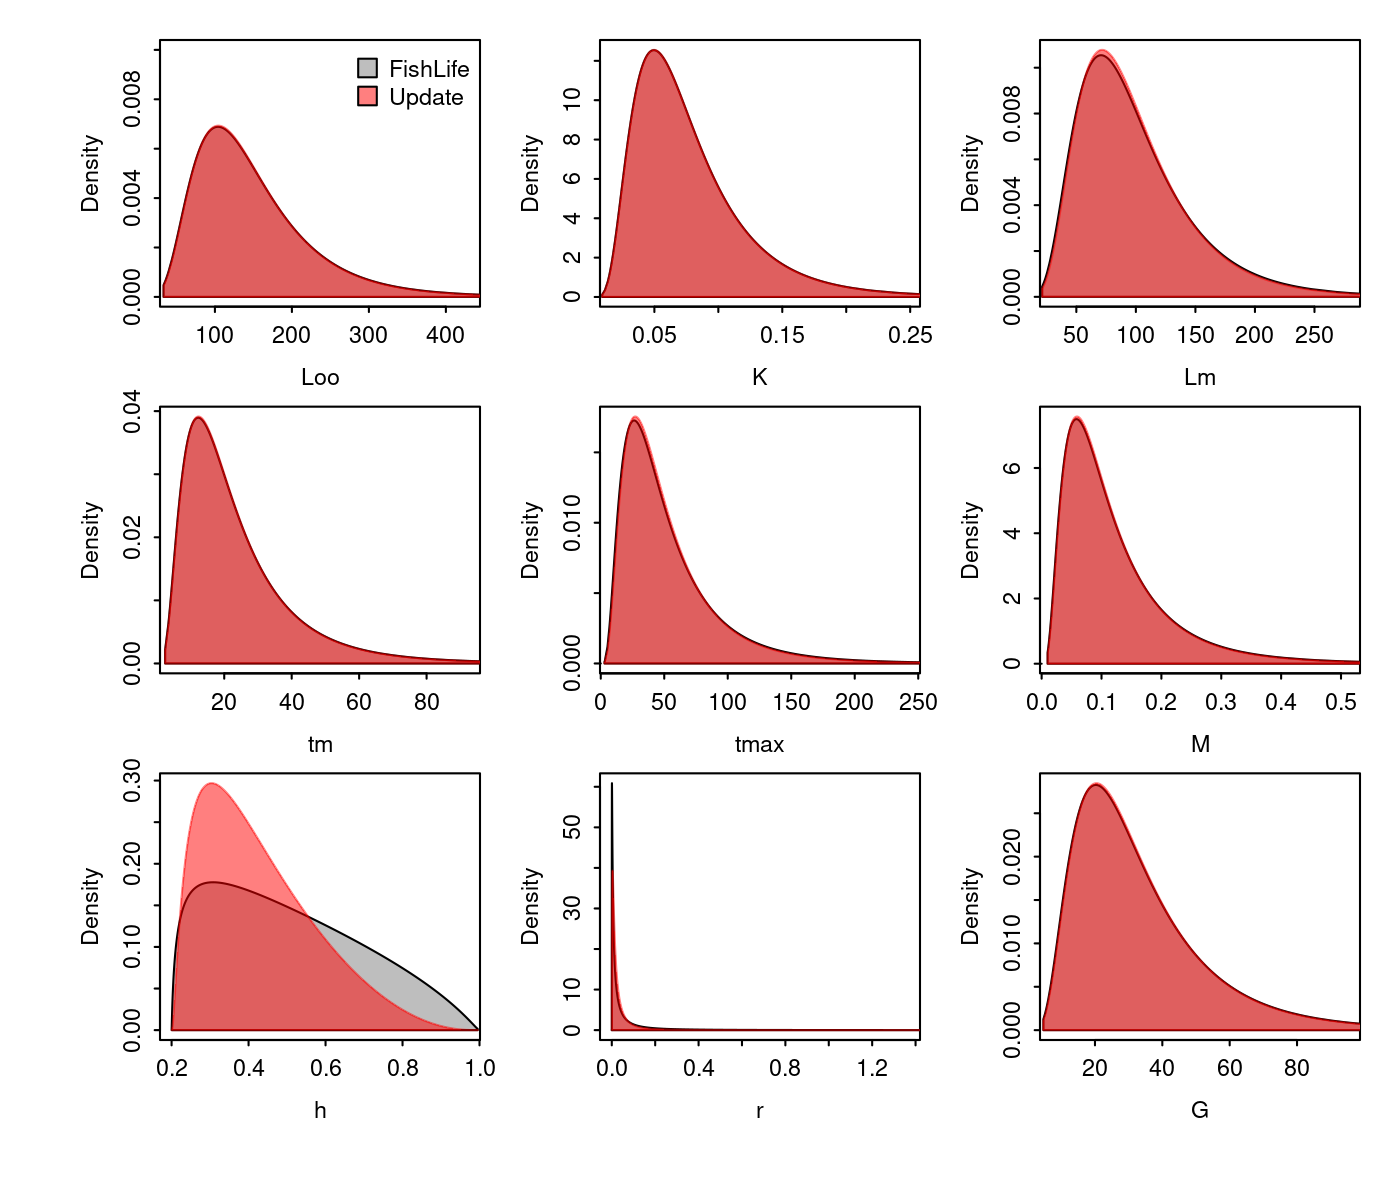 FishLife
Update
Density
0.000 0.004 0.008
100 200 300 400
Loo
Density
0 2 4 6 8 10
0.05 0.15 0.25
K
Density
0.000 0.004 0.008
50 100 150 200 250
Lm
Density
0.00 0.02 0.04
20 40 60 80
tm
Density
0.000 0.010
0 50 100 150 200 250
tmax
Density
0 2 4 6
0.0 0.1 0.2 0.3 0.4 0.5
M
Density
0.00 0.10 0.20 0.30
0.2 0.4 0.6 0.8 1.0
h
Density
0 10 30 50
0.0 0.4 0.8 1.2
r
Density
0.000 0.010 0.020
20 40 60 80
G